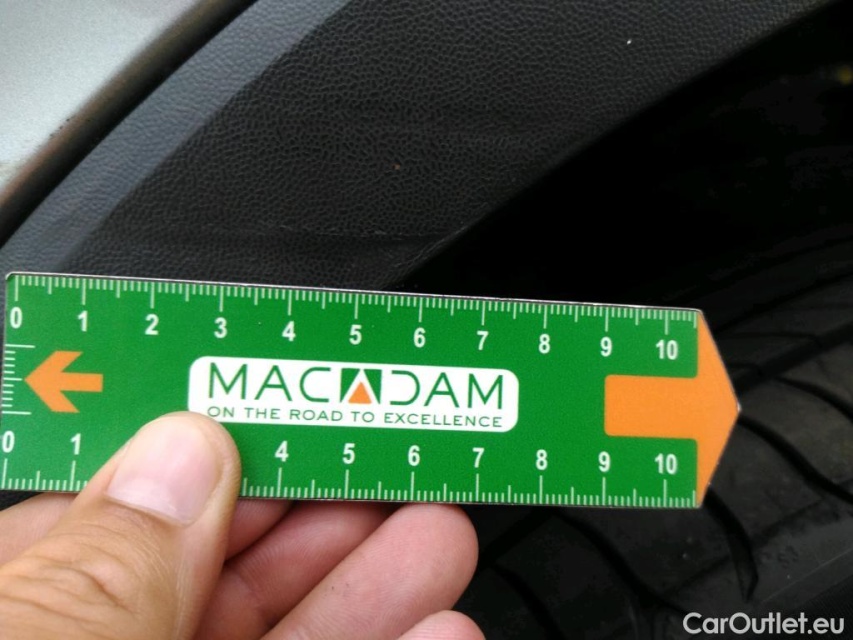 0 1 2 3 4 5 6 7 8 9 10
MACADAM
ON THE ROAD TO EXCELLENCE
0 1 4 5 6 7 8 9 10
CarOutlet.eu